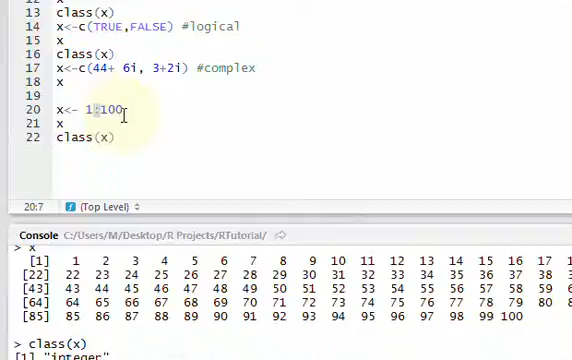 13 class(x)
14 x<-c(TRUE,FALSE) #logical
15 x
16 class(x)
17 x<-c(44+ 6i, 3+2i) #complex
18 x
19
20 x<- 1:100
21 x
22 class(x)
20:7 (Top Level)
Console C:/Users/M/Desktop/R Projects/RTutorial/
> x
[1] 1 2 3 4 5 6 7 8 9 10 11 12 13 14 15 16 17
[22] 22 23 24 25 26 27 28 29 30 31 32 33 34 35 36 37 38
[43] 43 44 45 46 47 48 49 50 51 52 53 54 55 56 57 58 59
[64] 64 65 66 67 68 69 70 71 72 73 74 75 76 77 78 79 80
[85] 85 86 87 88 89 90 91 92 93 94 95 96 97 98 99 100
> class(x)
[1] "integer"